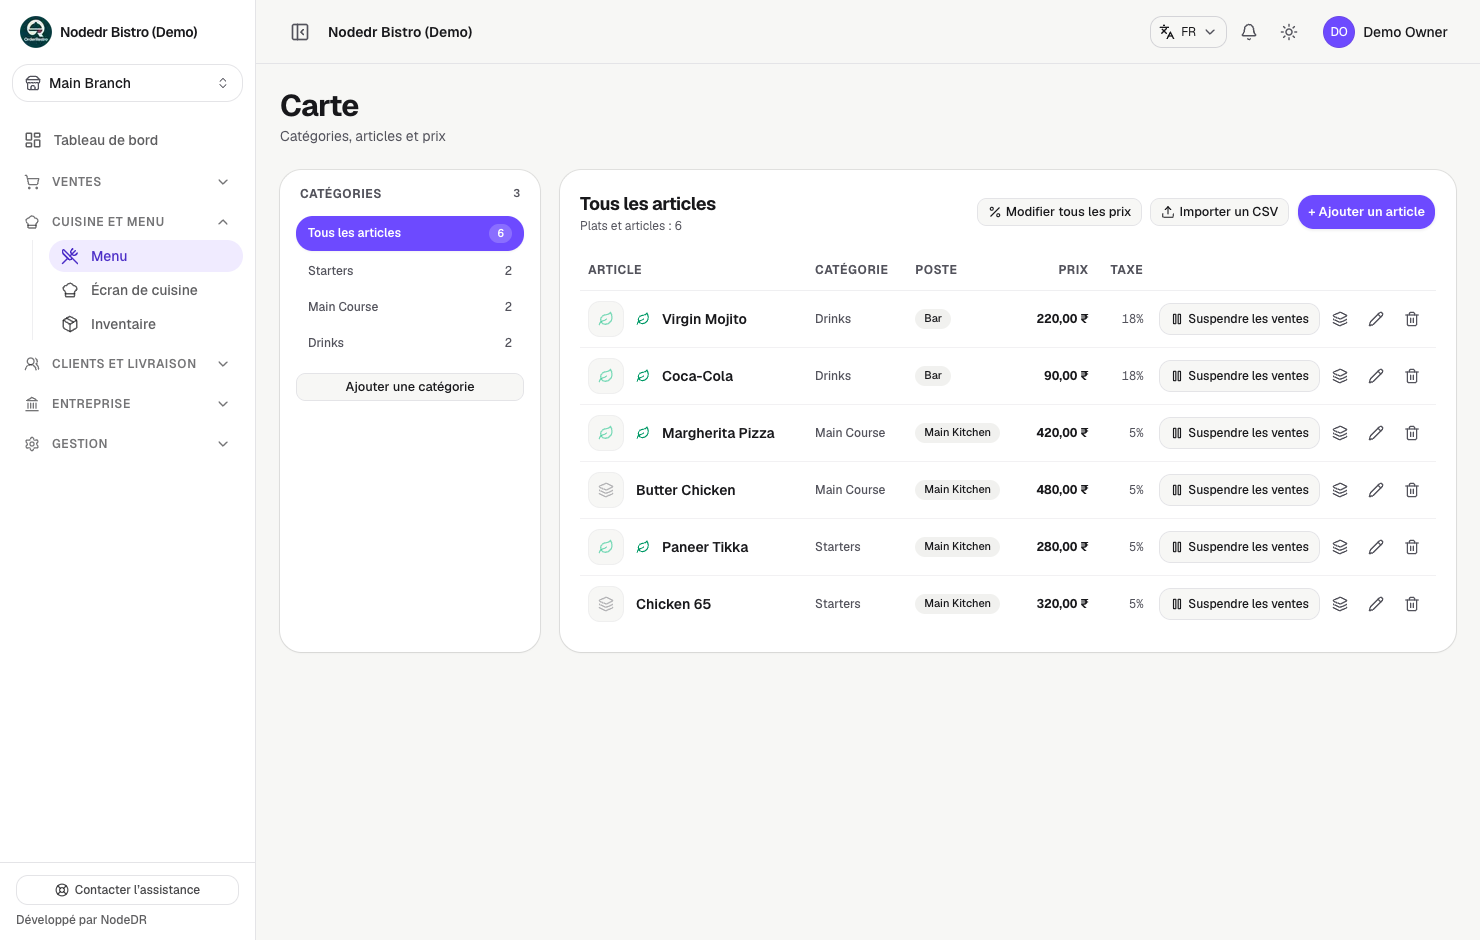 Nodedr Bistro (Demo)
Main Branch
Tableau de bord
VENTES
CUISINE ET MENU
Menu
Écran de cuisine
Inventaire
CLIENTS ET LIVRAISON
ENTREPRISE
GESTION
Contacter l'assistance
Développé par NodeDR
Nodedr Bistro (Demo)
FR
DO Demo Owner
Carte
Catégories, articles et prix
CATÉGORIES 3
Tous les articles 6
Starters 2
Main Course 2
Drinks 2
Ajouter une catégorie
Tous les articles
Plats et articles : 6
Modifier tous les prix
Importer un CSV
+ Ajouter un article
ARTICLE CATÉGORIE POSTE PRIX TAXE
Virgin Mojito Drinks Bar 220,00 ₹ 18% Suspendre les ventes
Coca-Cola Drinks Bar 90,00 ₹ 18% Suspendre les ventes
Margherita Pizza Main Course Main Kitchen 420,00 ₹ 5% Suspendre les ventes
Butter Chicken Main Course Main Kitchen 480,00 ₹ 5% Suspendre les ventes
Paneer Tikka Starters Main Kitchen 280,00 ₹ 5% Suspendre les ventes
Chicken 65 Starters Main Kitchen 320,00 ₹ 5% Suspendre les ventes